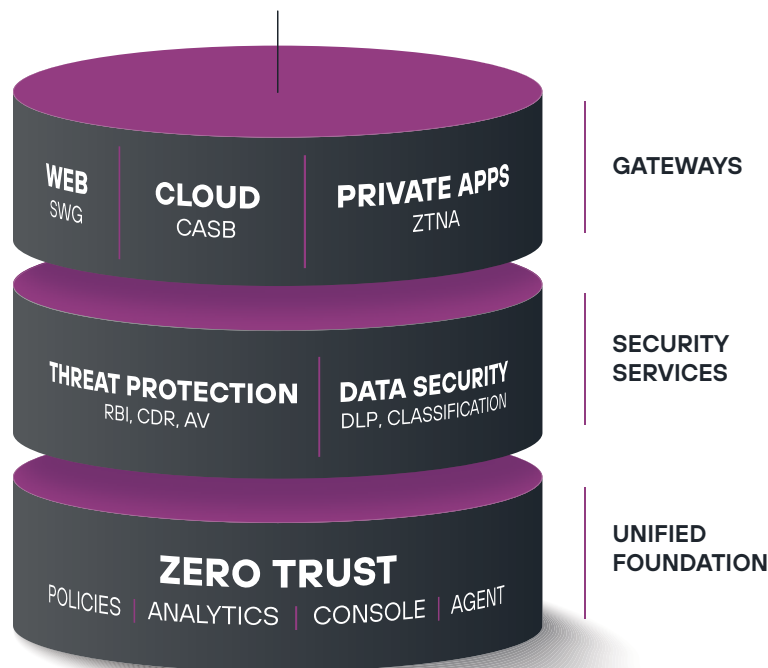 WEB
SWG
CLOUD
CASB
PRIVATE APPS
ZTNA
GATEWAYS
THREAT PROTECTION
RBI, CDR, AV
DATA SECURITY
DLP, CLASSIFICATION
SECURITY
SERVICES
ZERO TRUST
POLICIES | ANALYTICS | CONSOLE | AGENT
UNIFIED
FOUNDATION